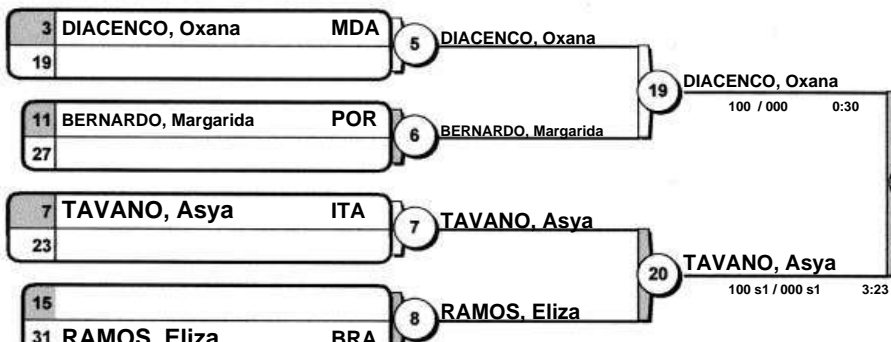 3 DIACENCO, Oxana MDA
19
5
DIACENCO, Oxana
11 BERNARDO, Margarida POR
27
6
BERNARDO, Margarida
19
DIACENCO, Oxana
100 / 000 0:30
7 TAVANO, Asya ITA
23
7
TAVANO, Asya
15
31 RAMOS, Eliza BRA
8
RAMOS, Eliza
20
TAVANO, Asya
100 s1 / 000 s1 3:23